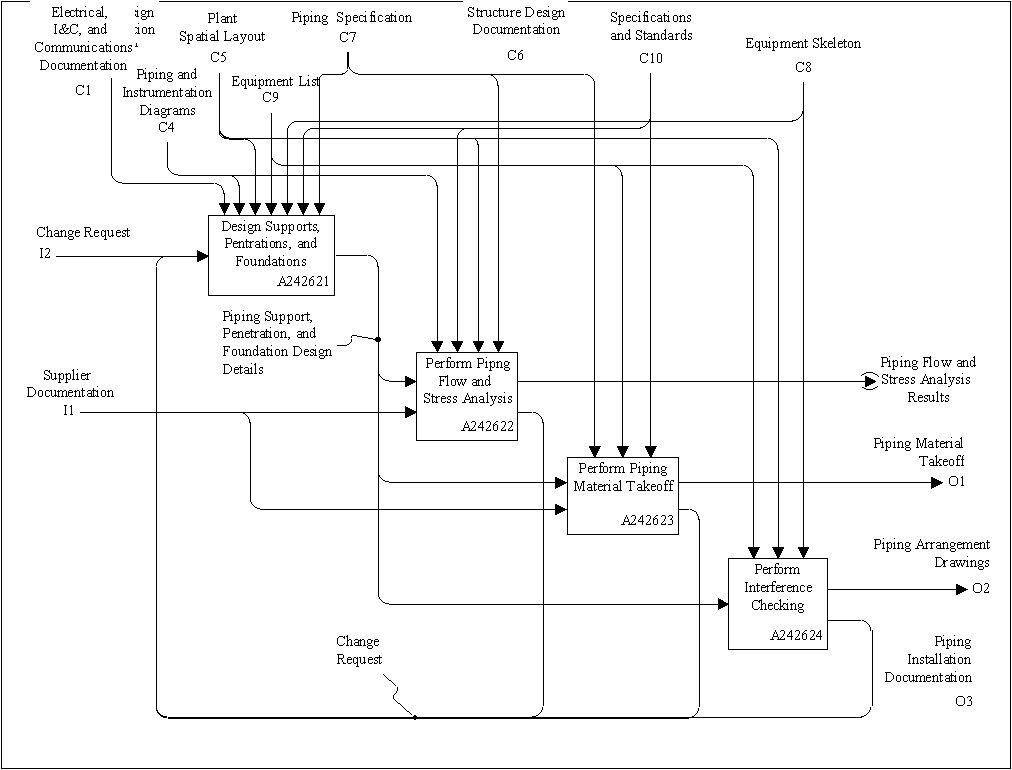 Electrical,
I&C, and
Communications
Documentation
C1
ign
ion
Plant
Spatial Layout
C5
Piping Specification
C7
Structure Design
Documentation
C6
Specifications
and Standards
C10
Equipment Skeleton
C8
Piping and
Instrumentation
Diagrams
C4
Equipment List
C9
Change Request
I2
Design Supports,
Pentrations, and
Foundations
A242621
Piping Support,
Penetration, and
Foundation Design
Details
Perform Pipng
Flow and
Stress Analysis
A242622
Piping Flow and
Stress Analysis
Results
Supplier
Documentation
I1
Perform Piping
Material Takeoff
A242623
Piping Material
Takeoff
O1
Perform
Interference
Checking
A242624
Piping Arrangement
Drawings
O2
Change
Request
Piping
Installation
Documentation
O3